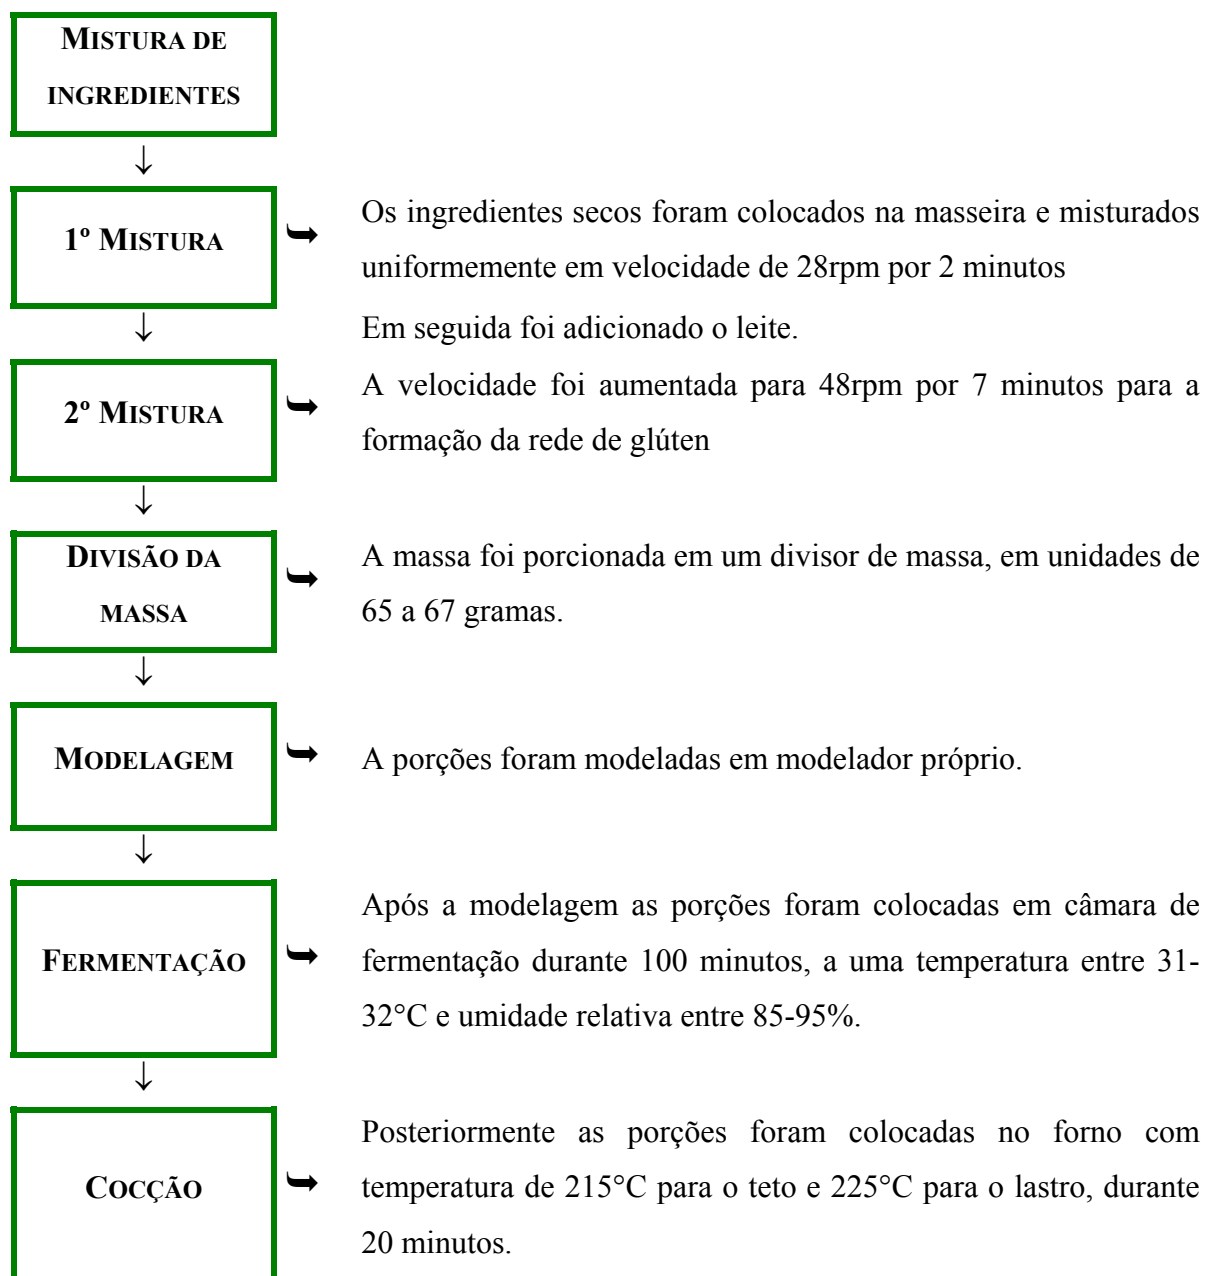 MISTURA DE
INGREDIENTES
↓
1º MISTURA
Os ingredientes secos foram colocados na masseira e misturados
uniformemente em velocidade de 28rpm por 2 minutos
↓
Em seguida foi adicionado o leite.
2º MISTURA
A velocidade foi aumentada para 48rpm por 7 minutos para a
formação da rede de glúten
↓
DIVISÃO DA
MASSA
A massa foi porcionada em um divisor de massa, em unidades de
65 a 67 gramas.
↓
MODELAGEM
A porções foram modeladas em modelador próprio.
↓
FERMENTAÇÃO
Após a modelagem as porções foram colocadas em câmara de
fermentação durante 100 minutos, a uma temperatura entre 31-
32°C e umidade relativa entre 85-95%.
↓
COCÇÃO
Posteriormente as porções foram colocadas no forno com
temperatura de 215°C para o teto e 225°C para o lastro, durante
20 minutos.